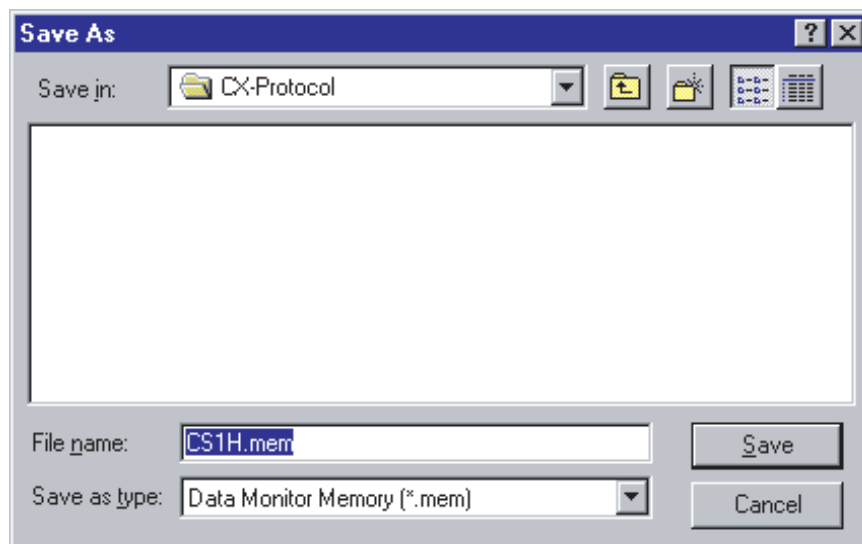 Save As
Save in:
CX-Protocol
File name:
CS1H.mem
Save
Save as type:
Data Monitor Memory (*.mem)
Cancel